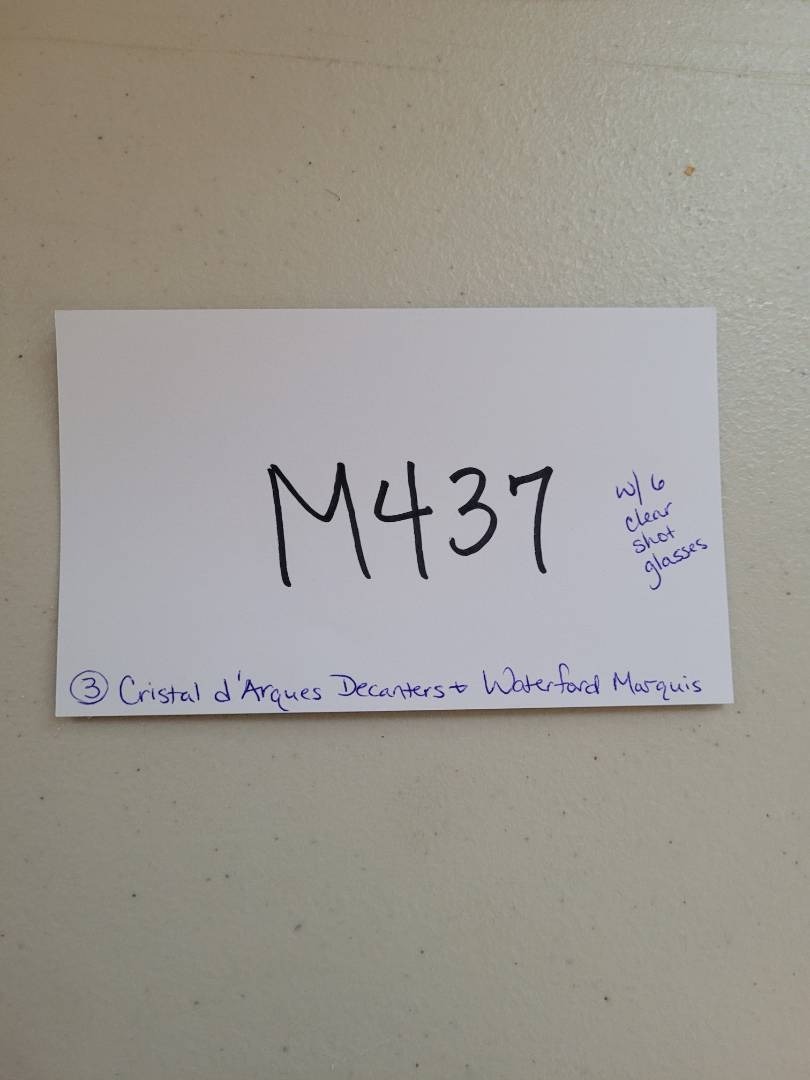 M437
w/ 6
clear
shot
glasses
③ Cristal d'Arques Decanters + Waterford Marquis